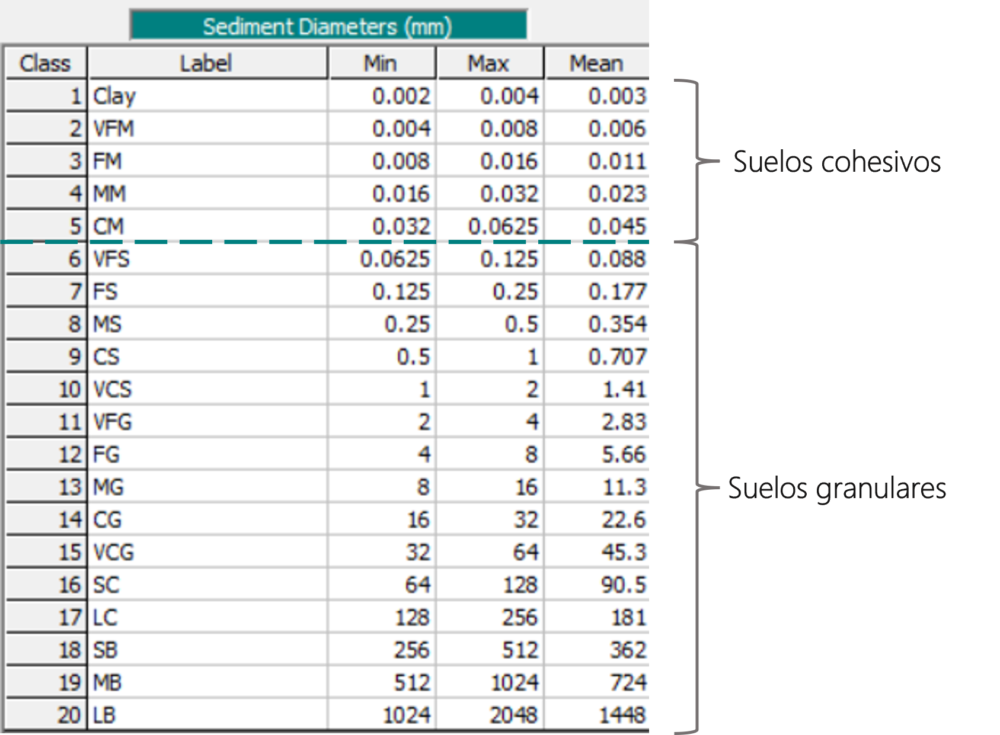 Sediment Diameters (mm)
Class Label Min Max Mean
1 Clay 0.002 0.004 0.003
2 VFM 0.004 0.008 0.006
3 FM 0.008 0.016 0.011
4 MM 0.016 0.032 0.023
5 CM 0.032 0.0625 0.045
6 VFS 0.0625 0.125 0.088
7 FS 0.125 0.25 0.177
8 MS 0.25 0.5 0.354
9 CS 0.5 1 0.707
10 VCS 1 2 1.41
11 VFG 2 4 2.83
12 FG 4 8 5.66
13 MG 8 16 11.3
14 CG 16 32 22.6
15 VCG 32 64 45.3
16 SC 64 128 90.5
17 LC 128 256 181
18 SB 256 512 362
19 MB 512 1024 724
20 LB 1024 2048 1448
Suelos cohesivos
Suelos granulares